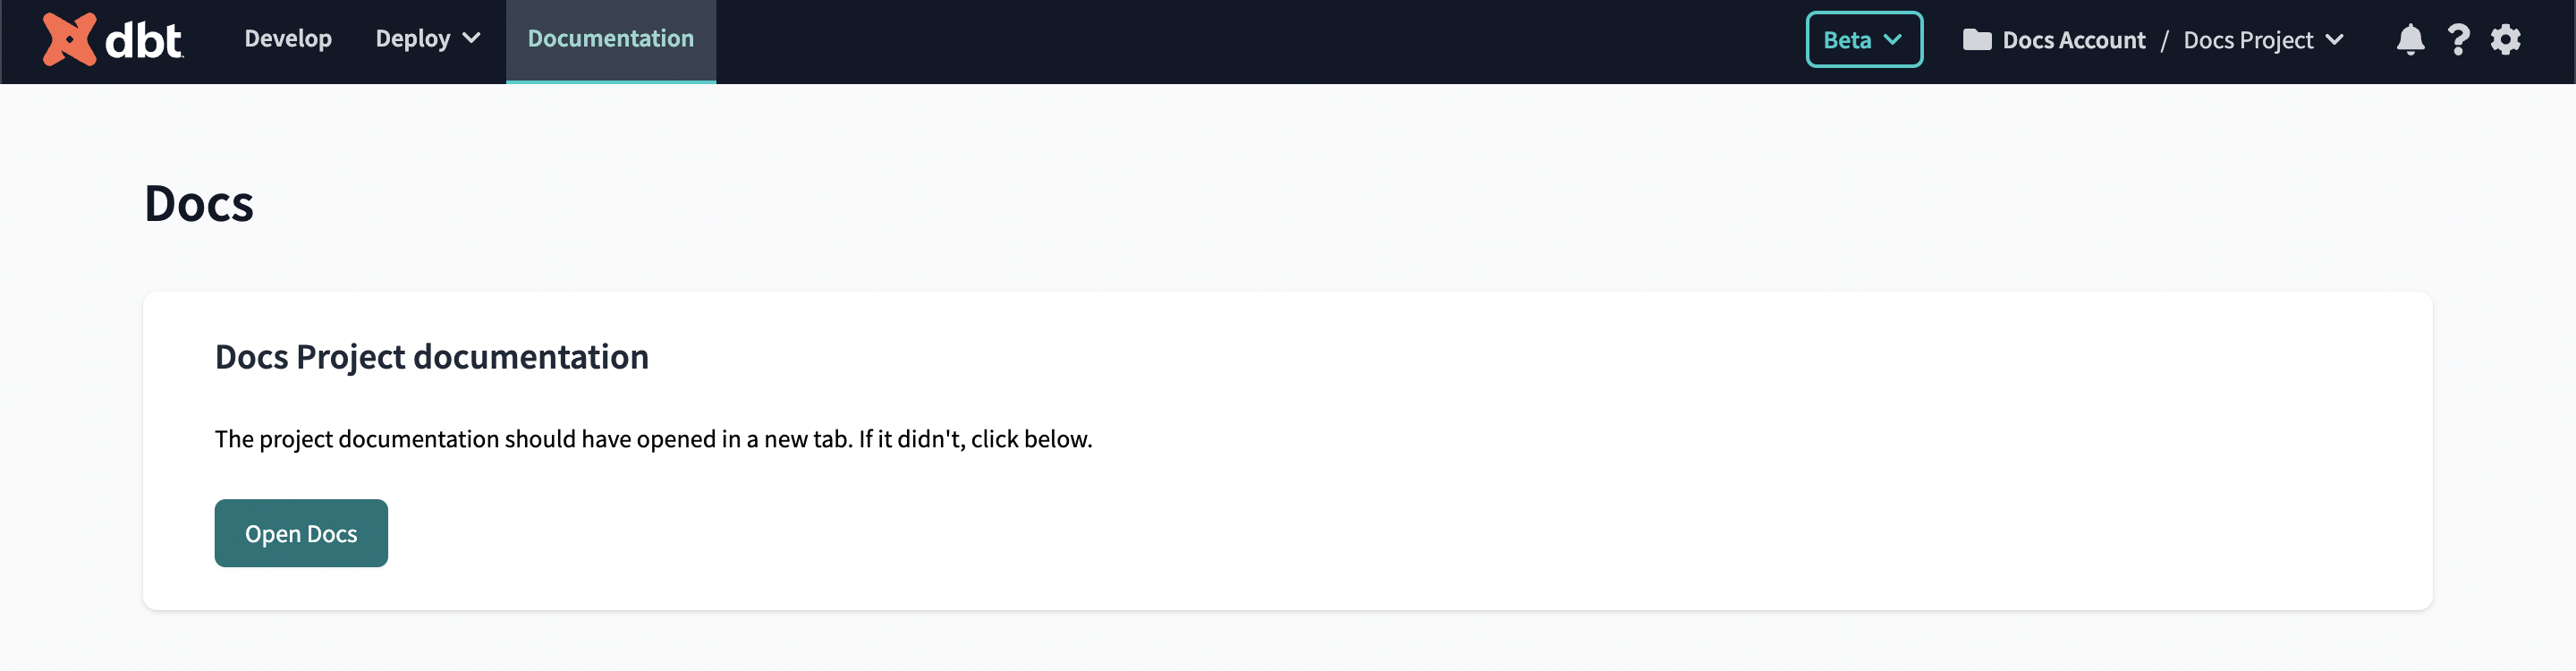 dbt Develop Deploy Documentation Beta Docs Account / Docs Project
Docs
Docs Project documentation
The project documentation should have opened in a new tab. If it didn't, click below.
Open Docs